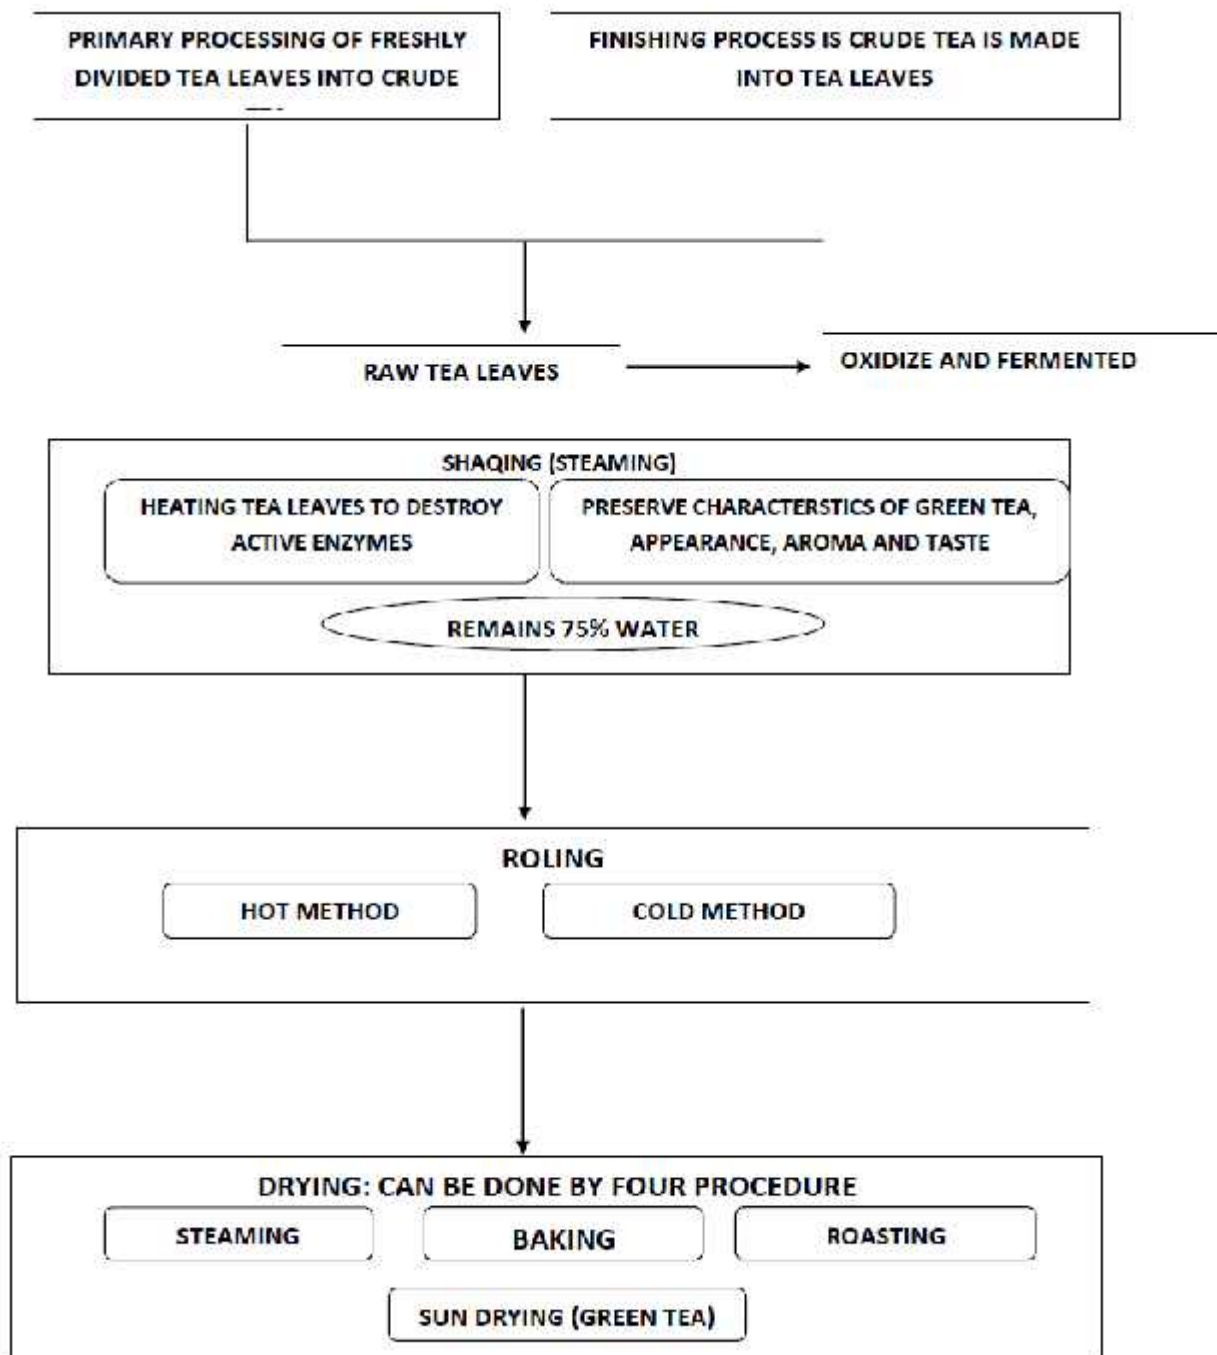 PRIMARY PROCESSING OF FRESHLY
DIVIDED TEA LEAVES INTO CRUDE
FINISHING PROCESS IS CRUDE TEA IS MADE
INTO TEA LEAVES
RAW TEA LEAVES
OXIDIZE AND FERMENTED
SHAQING (STEAMING)
HEATING TEA LEAVES TO DESTROY
ACTIVE ENZYMES
PRESERVE CHARACTERSTICS OF GREEN TEA,
APPEARANCE, AROMA AND TASTE
REMAINS 75% WATER
ROLING
HOT METHOD
COLD METHOD
DRYING: CAN BE DONE BY FOUR PROCEDURE
STEAMING
BAKING
ROASTING
SUN DRYING (GREEN TEA)